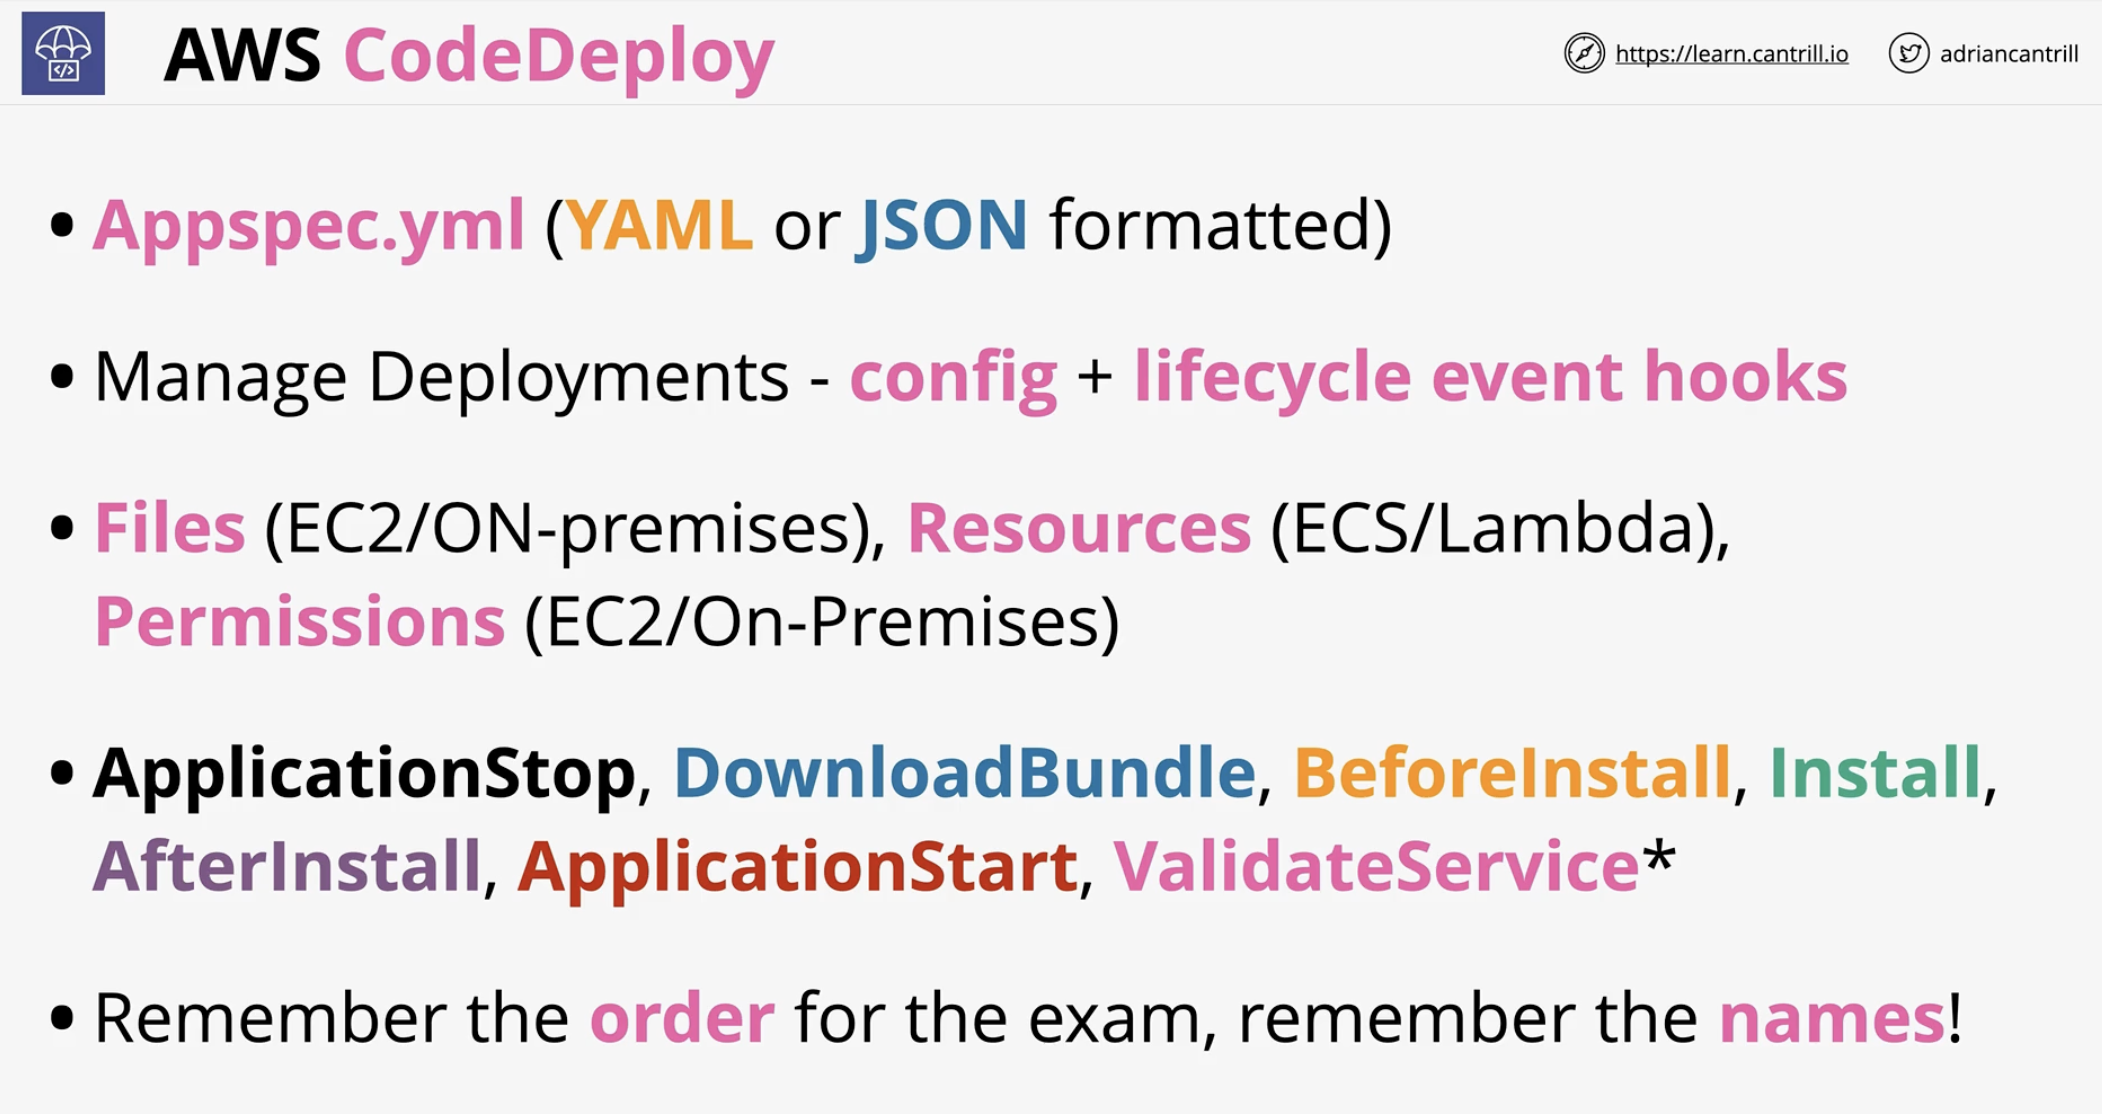 AWS CodeDeploy
https://learn.cantrill.io
adriancantrill
</>
• Appspec.yml (YAML or JSON formatted)
• Manage Deployments - config + lifecycle event hooks
• Files (EC2/ON-premises), Resources (ECS/Lambda),
Permissions (EC2/On-Premises)
• ApplicationStop, DownloadBundle, BeforeInstall, Install,
AfterInstall, ApplicationStart, ValidateService*
• Remember the order for the exam, remember the names!